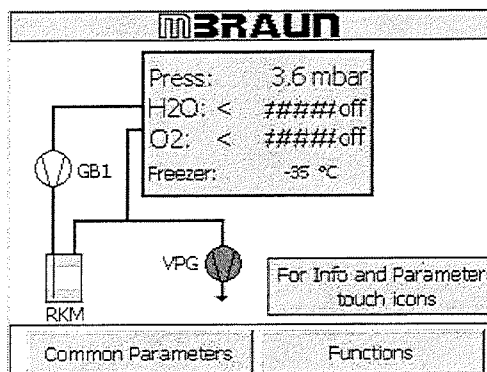 MBRAUN
Press: 3.6 mbar
H2O: < ####off
O2: < ####off
Freezer: -35 °C
GB1
VPG
RKM
For Info and Parameter
touch icons
Common Parameters
Functions